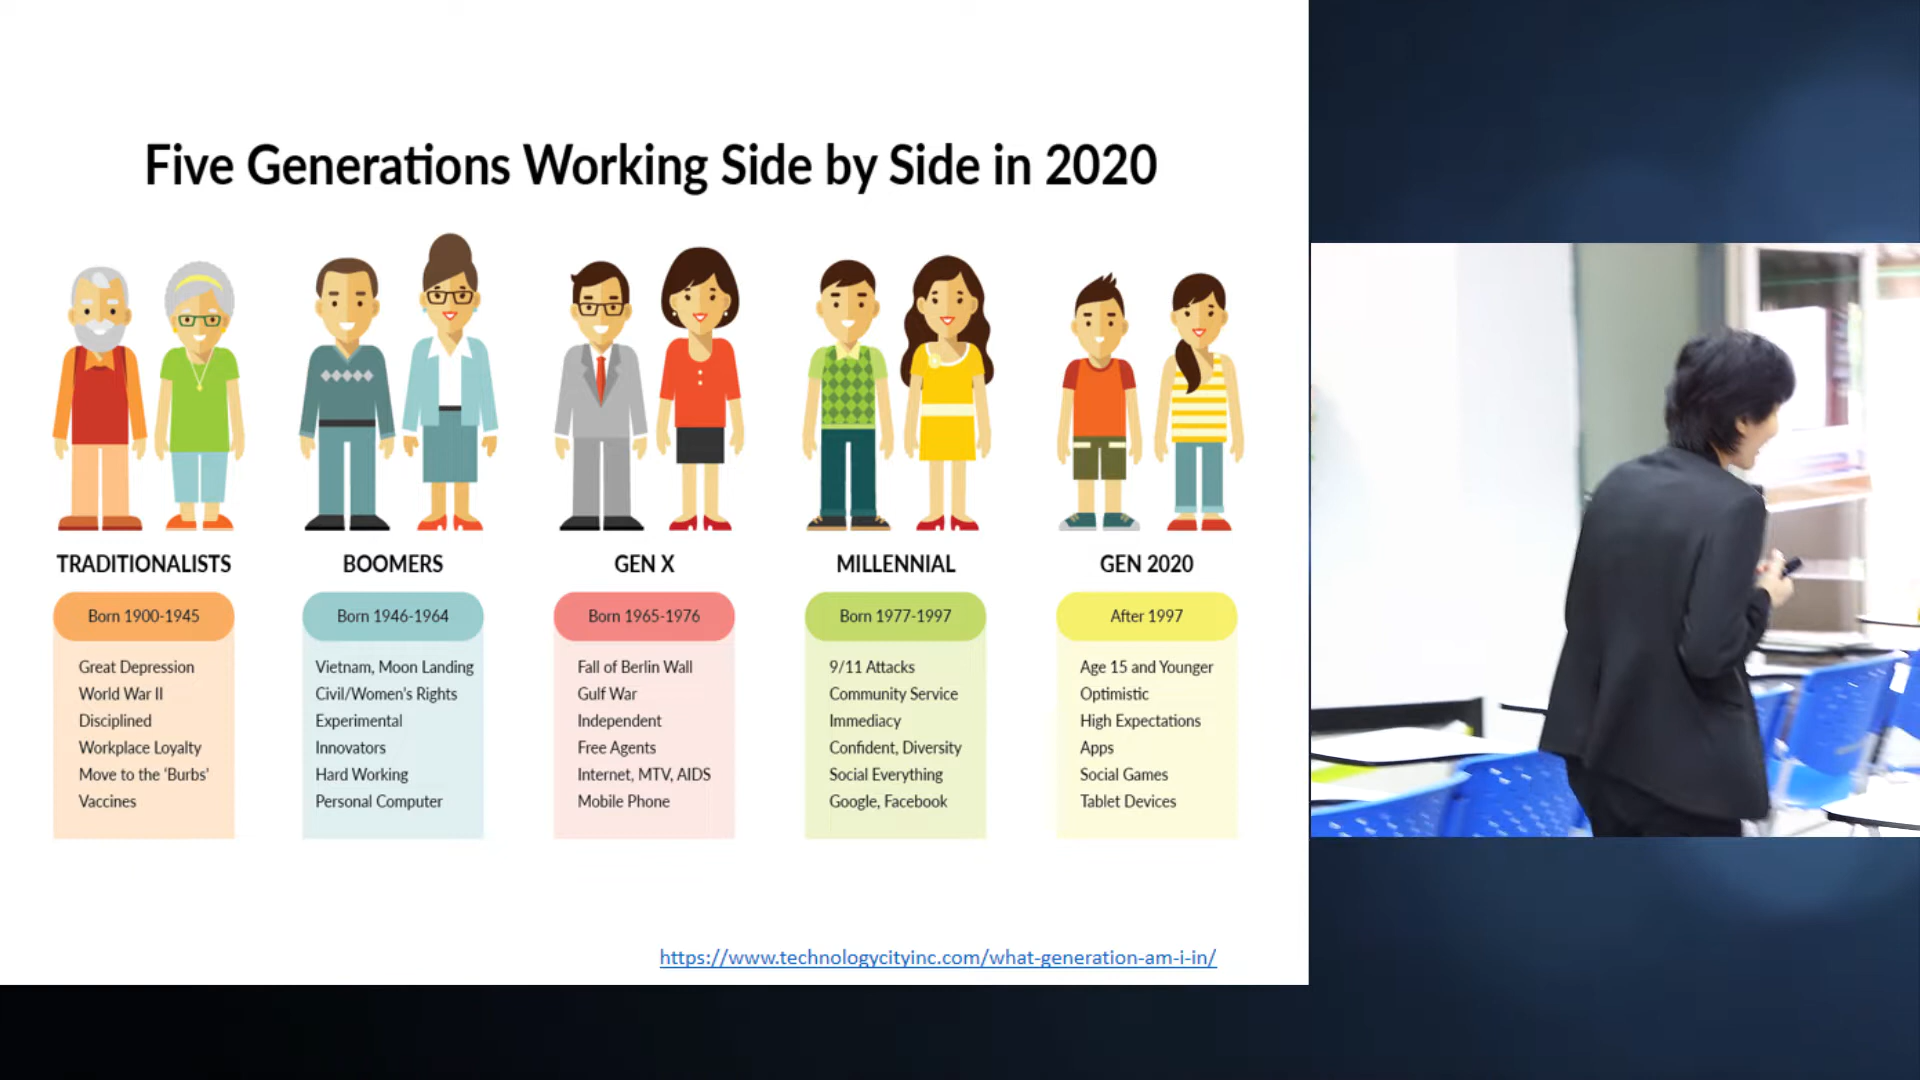 Five Generations Working Side by Side in 2020
TRADITIONALISTS
Born 1900-1945
Great Depression
World War II
Disciplined
Workplace Loyalty
Move to the ‘Burbs’
Vaccines
BOOMERS
Born 1946-1964
Vietnam, Moon Landing
Civil/Women’s Rights
Experimental
Innovators
Hard Working
Personal Computer
GEN X
Born 1965-1976
Fall of Berlin Wall
Gulf War
Independent
Free Agents
Internet, MTV, AIDS
Mobile Phone
MILLENNIAL
Born 1977-1997
9/11 Attacks
Community Service
Immediacy
Confident, Diversity
Social Everything
Google, Facebook
GEN 2020
After 1997
Age 15 and Younger
Optimistic
High Expectations
Apps
Social Games
Tablet Devices
https://www.technologycityinc.com/what-generation-am-i-in/